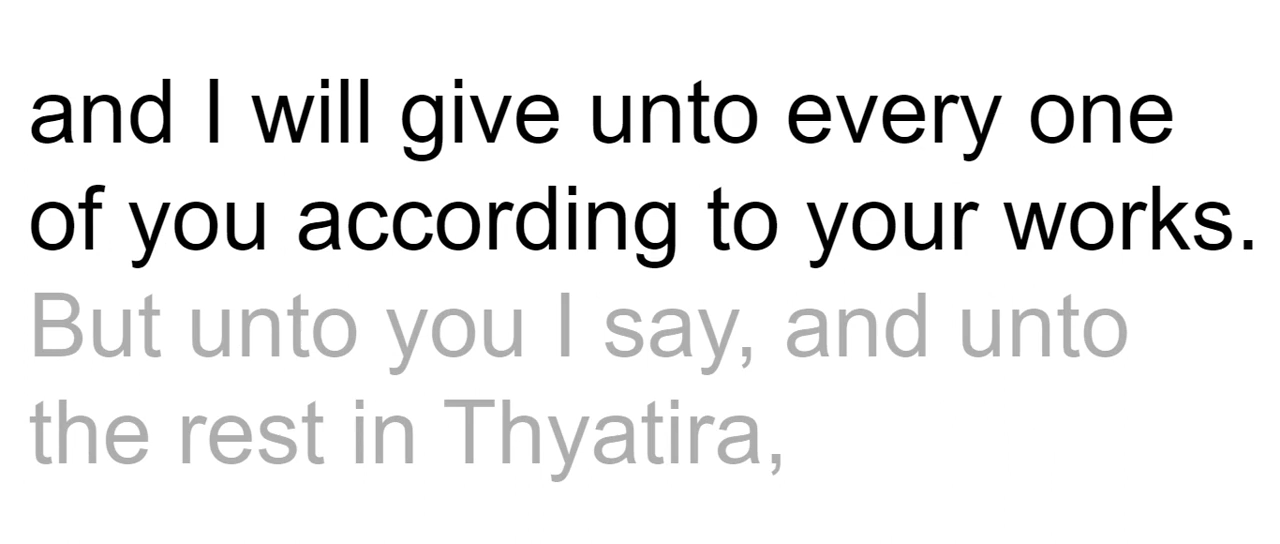 and I will give unto every one
of you according to your works.
But unto you I say, and unto
the rest in Thyatira,